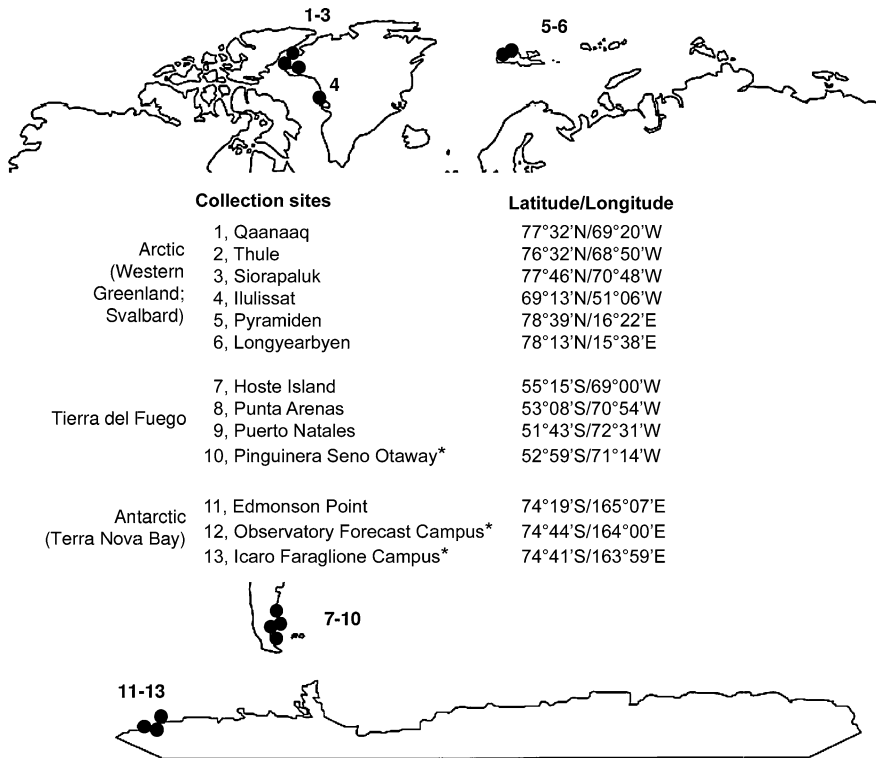 1-3
5-6
4
Collection sites Latitude/Longitude
Arctic
(Western
Greenland;
Svalbard)
1, Qaanaaq 77°32’N/69°20’W
2, Thule 76°32’N/68°50’W
3, Siorapaluk 77°46’N/70°48’W
4, Ilulissat 69°13’N/51°06’W
5, Pyramiden 78°39’N/16°22’E
6, Longyearbyen 78°13’N/15°38’E
Tierra del Fuego
7, Hoste Island 55°15’S/69°00’W
8, Punta Arenas 53°08’S/70°54’W
9, Puerto Natales 51°43’S/72°31’W
10, Pinguinera Seno Otaway* 52°59’S/71°14’W
Antarctic
(Terra Nova Bay)
11, Edmonson Point 74°19’S/165°07’E
12, Observatory Forecast Campus* 74°44’S/164°00’E
13, Icaro Faraglione Campus* 74°41’S/163°59’E
7-10
11-13